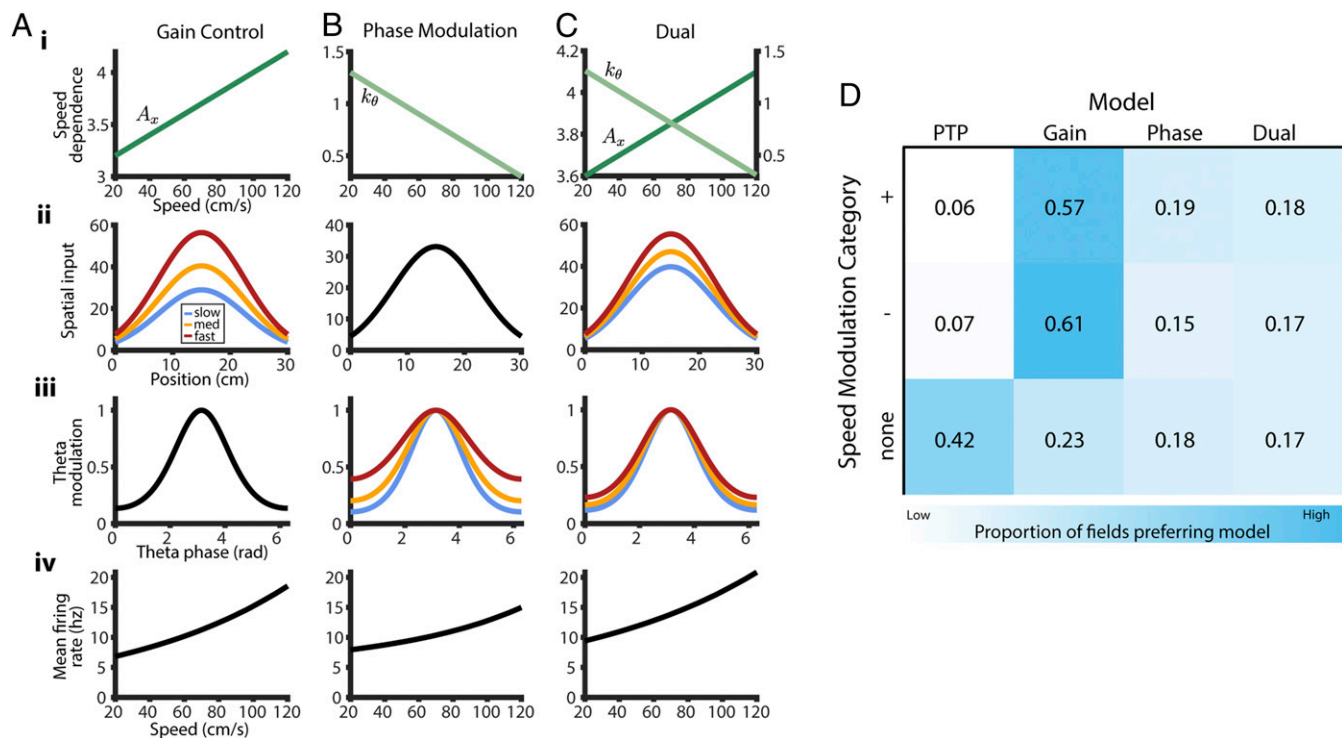 A
i
Gain Control
Speed
dependence
4
3.5
3
A_x
20 40 60 80 100 120
Speed (cm/s)
B
Phase Modulation
1.5
1
0.5
k_θ
20 40 60 80 100 120
C
Dual
4.2
4
3.8
3.6
k_θ
A_x
1.5
1
0.5
20 40 60 80 100 120
ii
Spatial input
60
40
20
0
slow
med
fast
0 10 20 30
Position (cm)
40
30
20
10
0
0 10 20 30
60
40
20
0
0 10 20 30
iii
Theta
modulation
1
0.5
0
0 2 4 6
Theta phase (rad)
1
0.5
0
0 2 4 6
1
0.5
0
0 2 4 6
iv
Mean firing
rate (hz)
20
15
10
5
0
20 40 60 80 100 120
Speed (cm/s)
20
15
10
5
0
20 40 60 80 100 120
20
15
10
5
0
20 40 60 80 100 120
D
Model
PTP Gain Phase Dual
Speed Modulation Category
+ 0.06 0.57 0.19 0.18
- 0.07 0.61 0.15 0.17
none 0.42 0.23 0.18 0.17
Low High
Proportion of fields preferring model